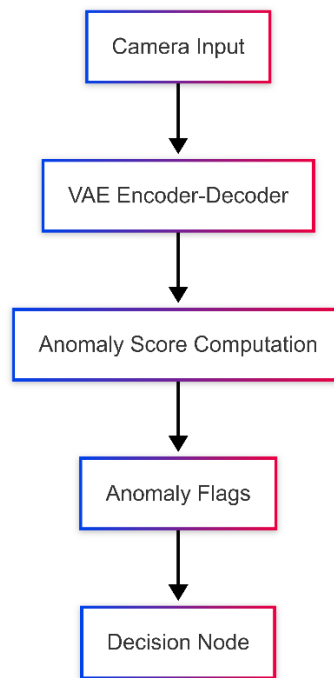 Camera Input
VAE Encoder-Decoder
Anomaly Score Computation
Anomaly Flags
Decision Node